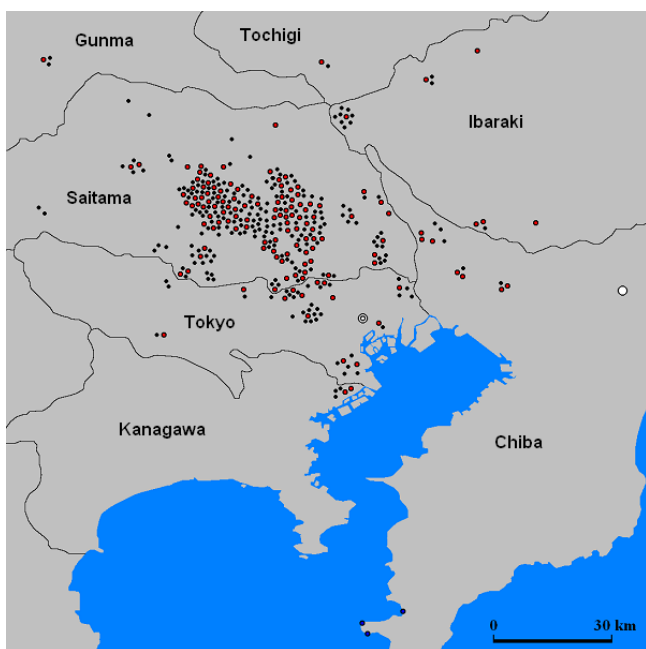 Gunma
Tochigi
Ibaraki
Saitama
Tokyo
Kanagawa
Chiba
0 30 km